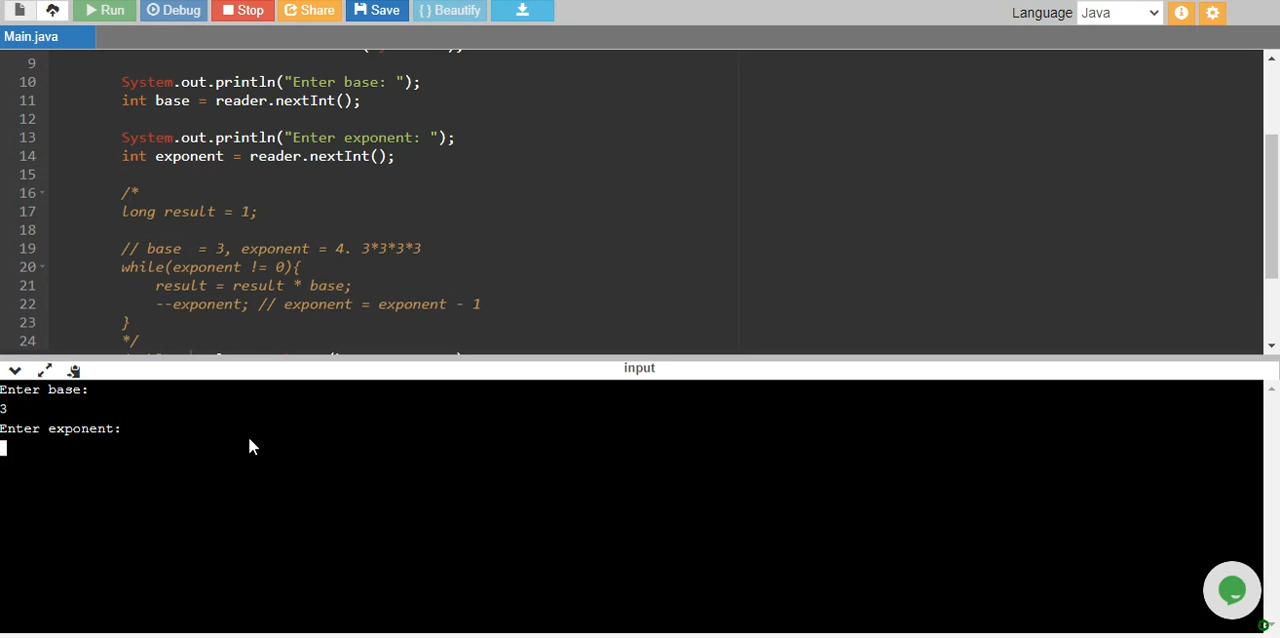 Run Debug Stop Share Save { } Beautify Language Java
Main.java
9
10 System.out.println("Enter base: ");
11 int base = reader.nextInt();
12
13 System.out.println("Enter exponent: ");
14 int exponent = reader.nextInt();
15
16 /*
17 long result = 1;
18
19 // base  = 3, exponent = 4. 3*3*3*3
20 while(exponent != 0){
21 result = result * base;
22 --exponent; // exponent = exponent - 1
23 }
24 */
input
Enter base:
3
Enter exponent: